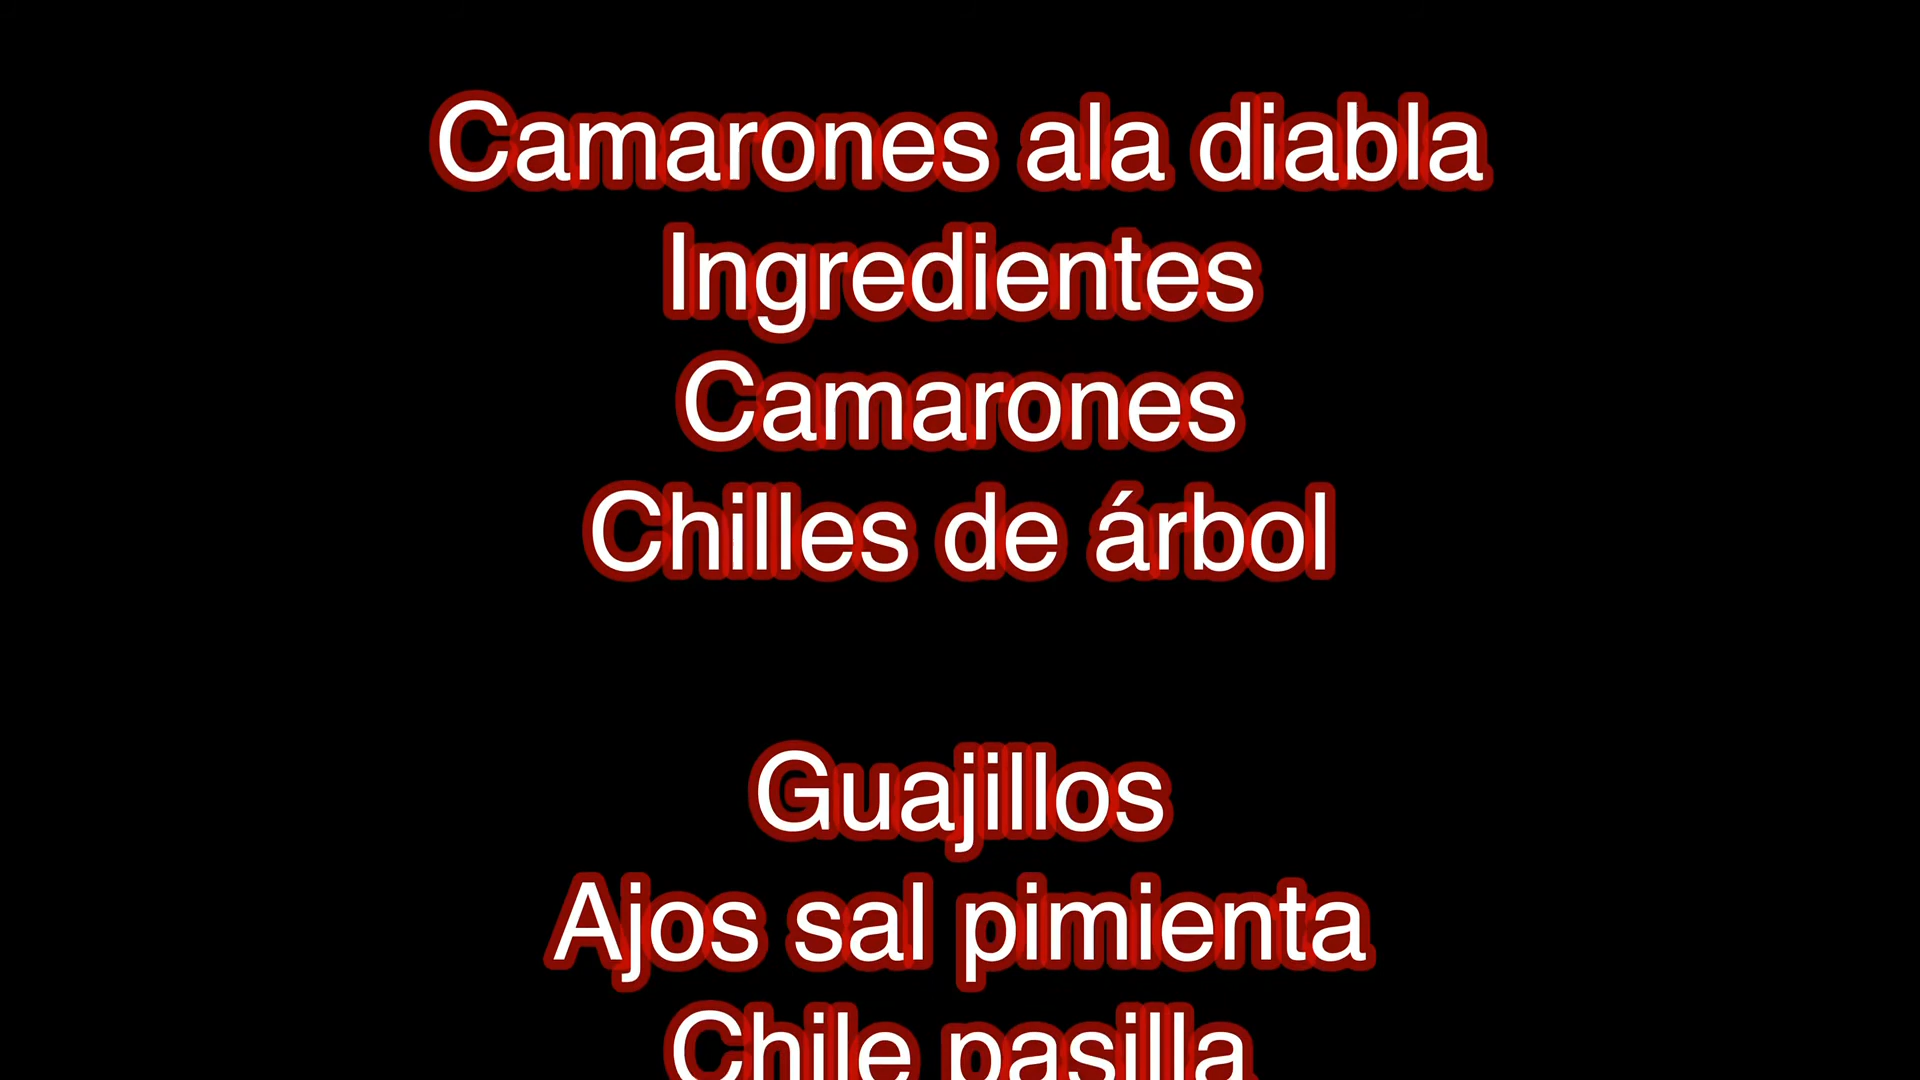 Camarones ala diabla
Ingredientes
Camarones
Chilles de árbol
Guajillos
Ajos sal pimienta
Chile pasilla